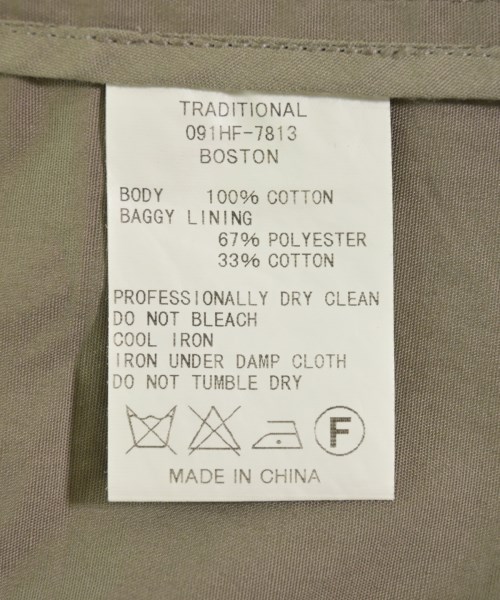 TRADITIONAL
091HF-7813
BOSTON
BODY 100% COTTON
BAGGY LINING
67% POLYESTER
33% COTTON
PROFESSIONALLY DRY CLEAN
DO NOT BLEACH
COOL IRON
IRON UNDER DAMP CLOTH
DO NOT TUMBLE DRY
F
MADE IN CHINA